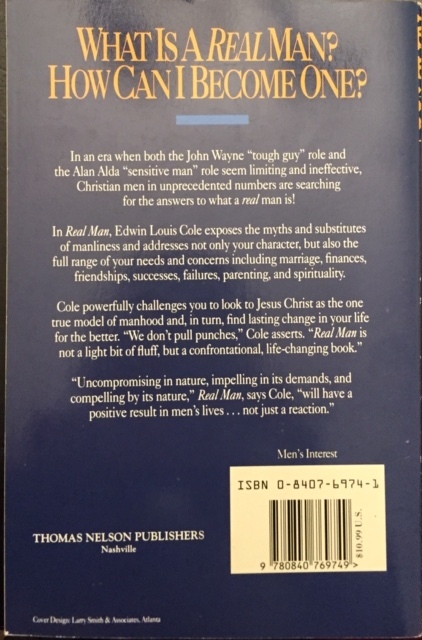 WHAT IS A REAL MAN?
HOW CAN I BECOME ONE?
In an era when both the John Wayne “tough guy” role and
the Alan Alda “sensitive man” role seem limiting and ineffective,
Christian men in unprecedented numbers are searching
for the answers to what a real man is!
In Real Man, Edwin Louis Cole exposes the myths and substitutes
of manliness and addresses not only your character, but also the
full range of your needs and concerns including marriage, finances,
friendships, successes, failures, parenting, and spirituality.
Cole powerfully challenges you to look to Jesus Christ as the one
true model of manhood and, in turn, find lasting change in your life
for the better. “We don't pull punches,” Cole asserts. “Real Man is
not a light bit of fluff, but a confrontational, life-changing book.”
“Uncompromising in nature, impelling in its demands, and
compelling by its nature,” Real Man, says Cole, “will have a
positive result in men's lives . . . not just a reaction.”
Men's Interest
ISBN 0-8407-6974-1
$10.99 U.S.
9 780840 769749 >
THOMAS NELSON PUBLISHERS
Nashville
Cover Design: Larry Smith & Associates, Atlanta